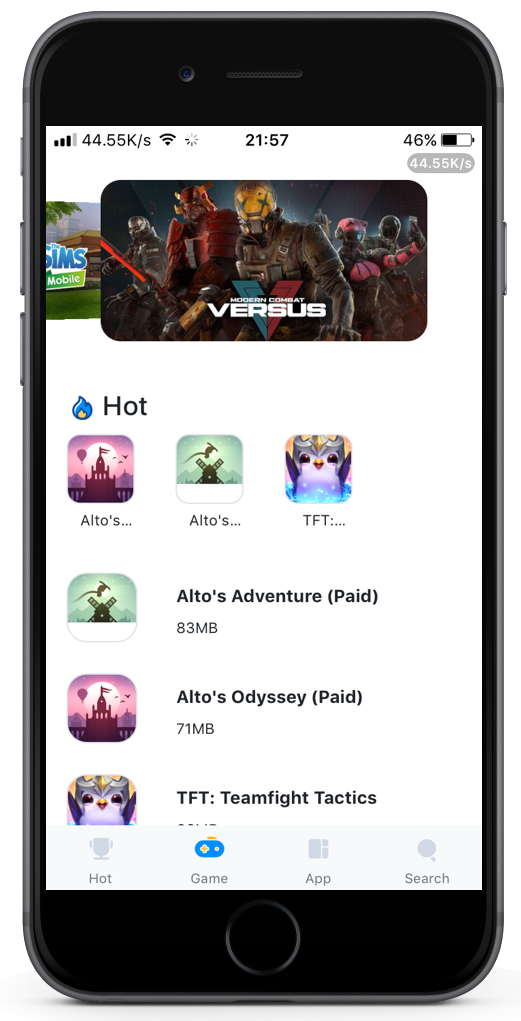 44.55K/s
21:57
46%
44.55K/s
The
SIMS
Mobile
MODERN COMBAT
VERSUS
Hot
Alto's...
Alto's...
TFT:...
Alto's Adventure (Paid)
83MB
Alto's Odyssey (Paid)
71MB
TFT: Teamfight Tactics
Hot
Game
App
Search